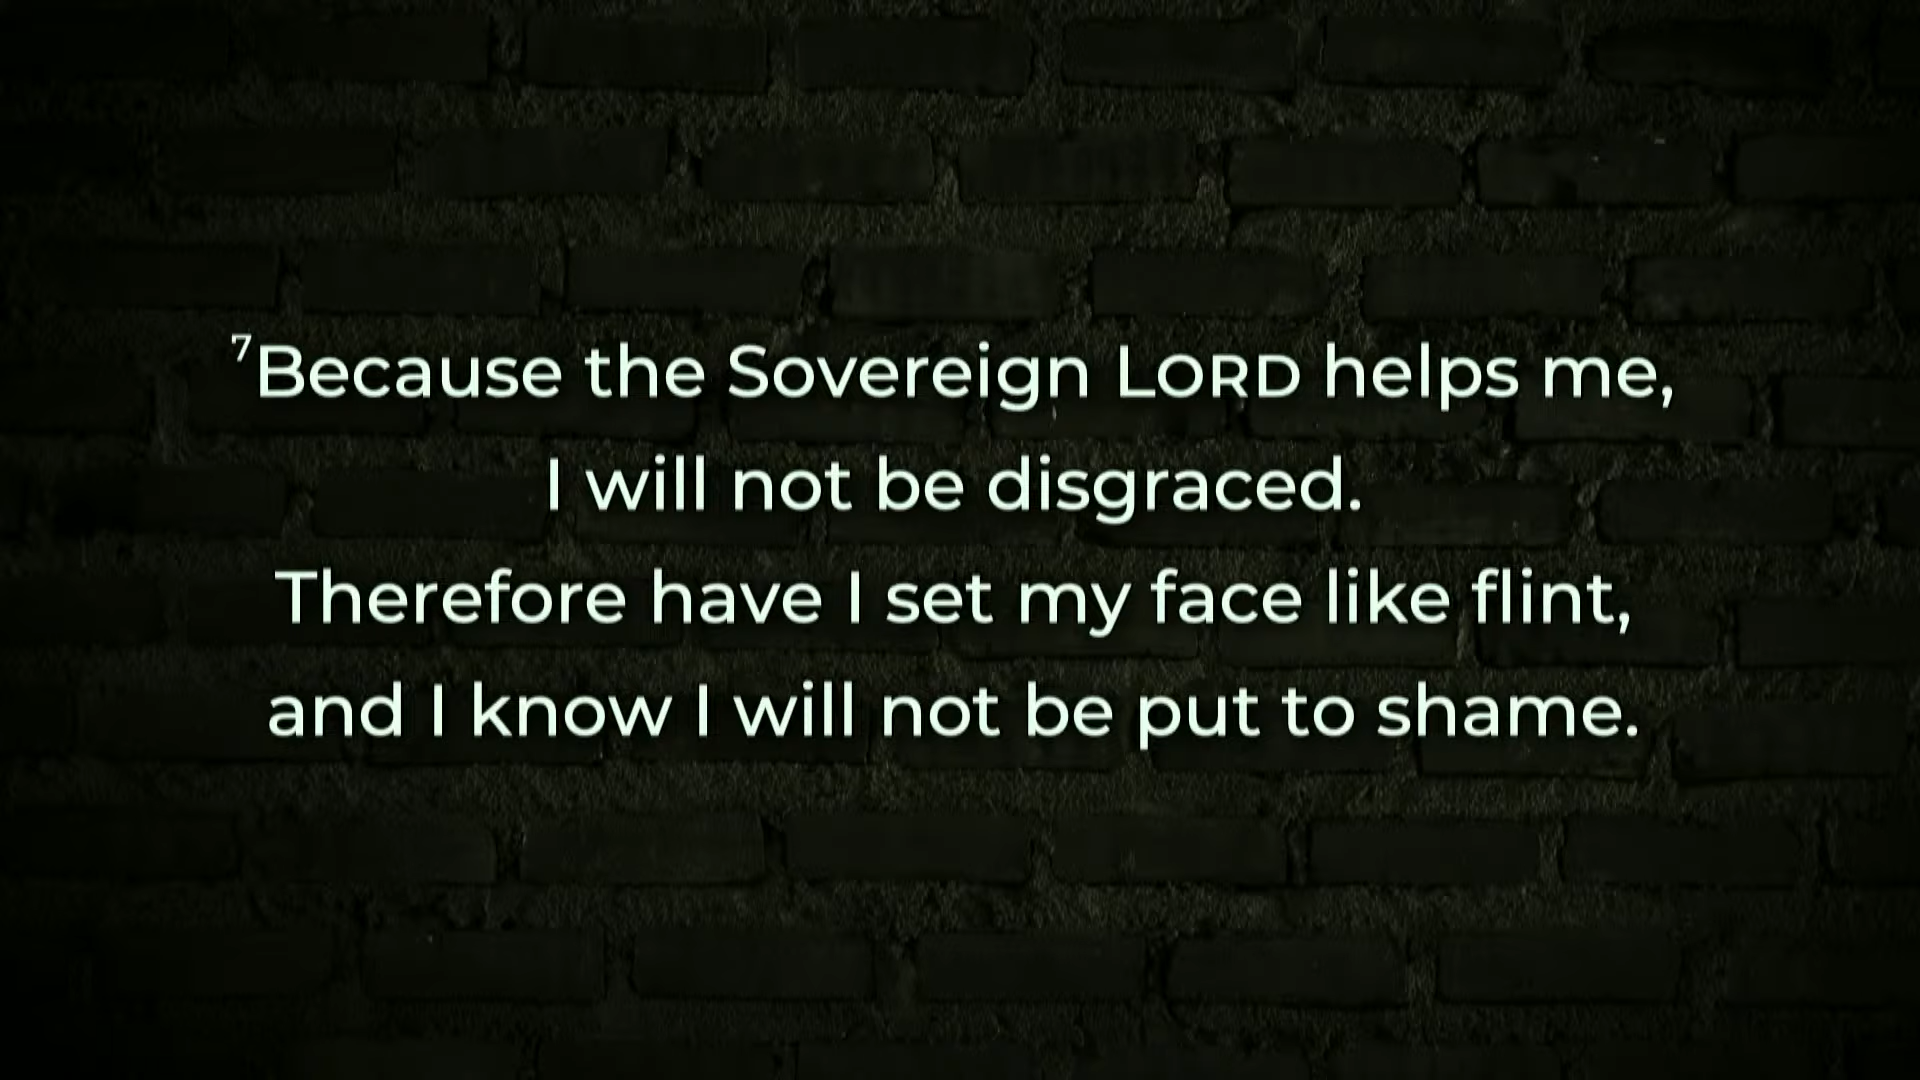 ⁷Because the Sovereign LORD helps me,
I will not be disgraced.
Therefore have I set my face like flint,
and I know I will not be put to shame.